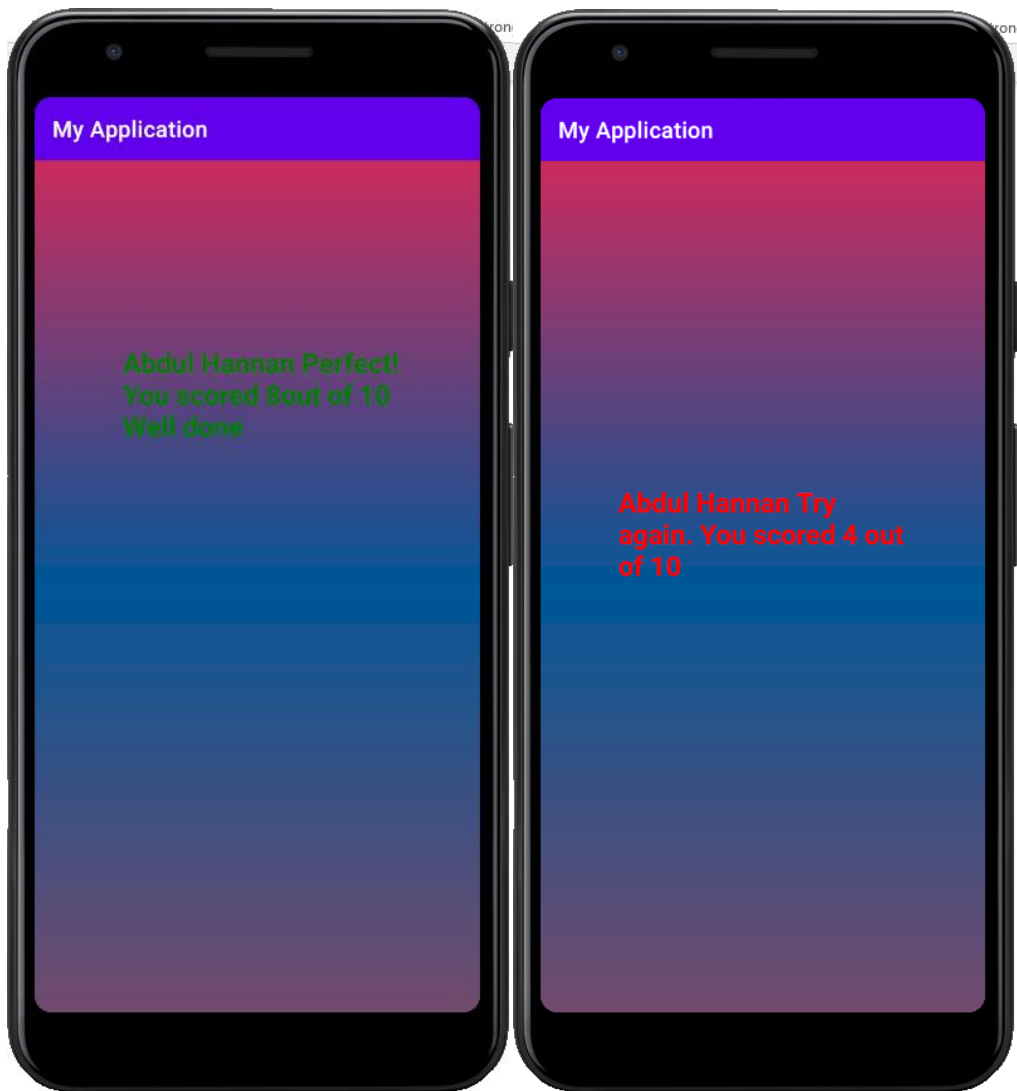 My Application
Abdul Hannan Perfect!
You scored 8out of 10
Well done
My Application
Abdul Hannan Try
again. You scored 4 out
of 10